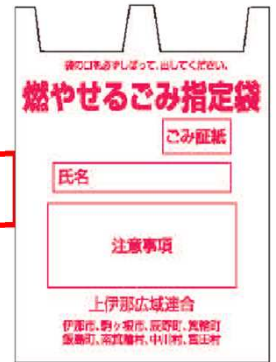 袋の口を必ずしばって、出してください。
燃やせるごみ指定袋
ごみ証紙
氏名
注意事項
上伊那広域連合
伊那市、駒ヶ根市、辰野町、箕輪町
飯島町、南箕輪村、中川村、宮田村